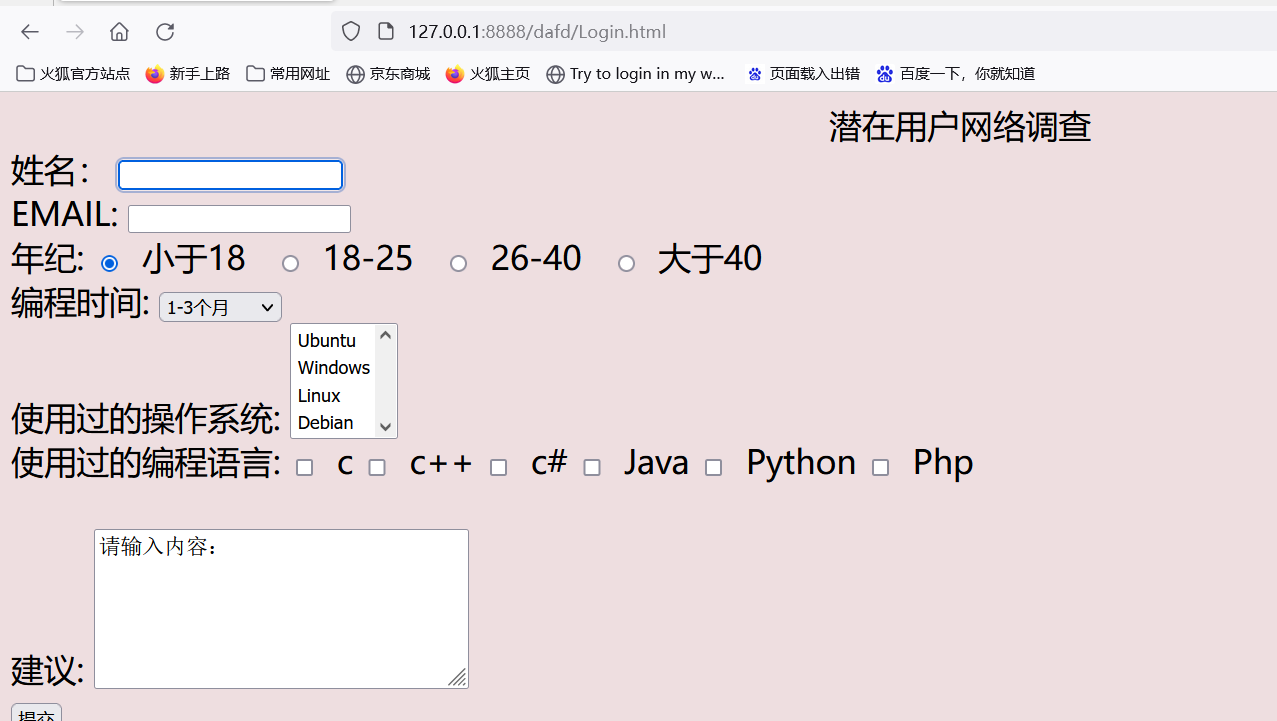 127.0.0.1:8888/dafd/Login.html
火狐官方站点 新手上路 常用网址 京东商城 火狐主页 Try to login in my w... 页面载入出错 百度一下，你就知道
潜在用户网络调查
姓名：
EMAIL:
年纪: 小于18 18-25 26-40 大于40
编程时间: 1-3个月
Ubuntu
Windows
Linux
Debian
使用过的操作系统:
使用过的编程语言: c c++ c# Java Python Php
请输入内容：
建议:
提交